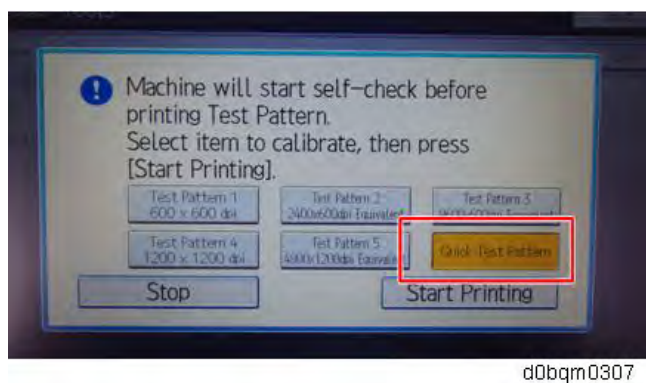 Machine will start self-check before
printing Test Pattern.
Select item to calibrate, then press
[Start Printing].
Test Pattern 1
600 x 600 dpi
Test Pattern 2
2400x600dpi Equivalent
Test Pattern 3
Test Pattern 4
1200 x 1200 dpi
Test Pattern 5
4800x1200dpi Equivalent
Quick Test Pattern
Stop
Start Printing
d0bqm0307